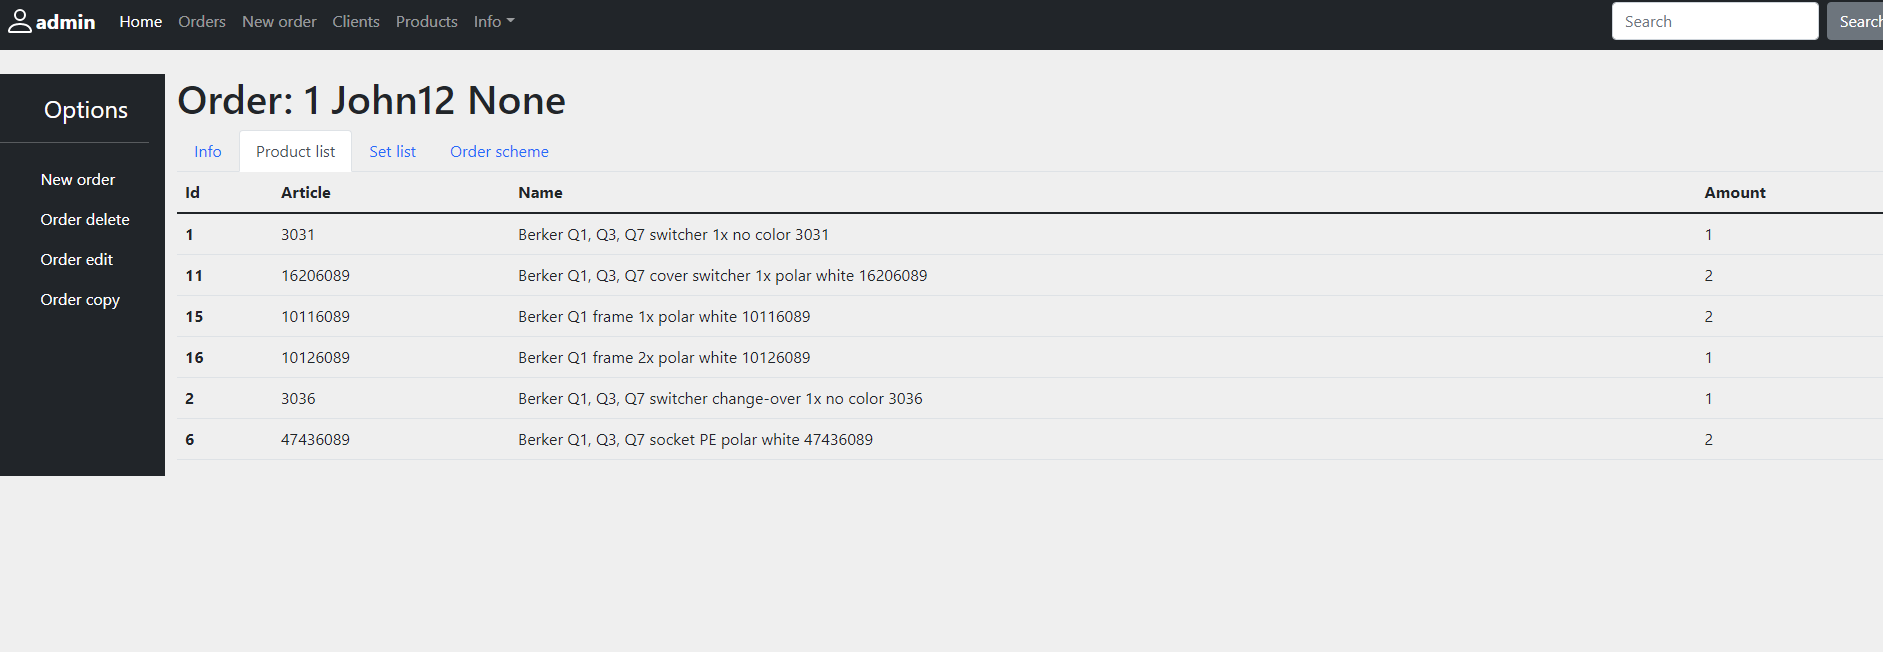 admin Home Orders New order Clients Products Info Search Search
Options
New order
Order delete
Order edit
Order copy
Order: 1 John12 None
Info Product list Set list Order scheme
Id Article Name Amount
1 3031 Berker Q1, Q3, Q7 switcher 1x no color 3031 1
11 16206089 Berker Q1, Q3, Q7 cover switcher 1x polar white 16206089 2
15 10116089 Berker Q1 frame 1x polar white 10116089 2
16 10126089 Berker Q1 frame 2x polar white 10126089 1
2 3036 Berker Q1, Q3, Q7 switcher change-over 1x no color 3036 1
6 47436089 Berker Q1, Q3, Q7 socket PE polar white 47436089 2